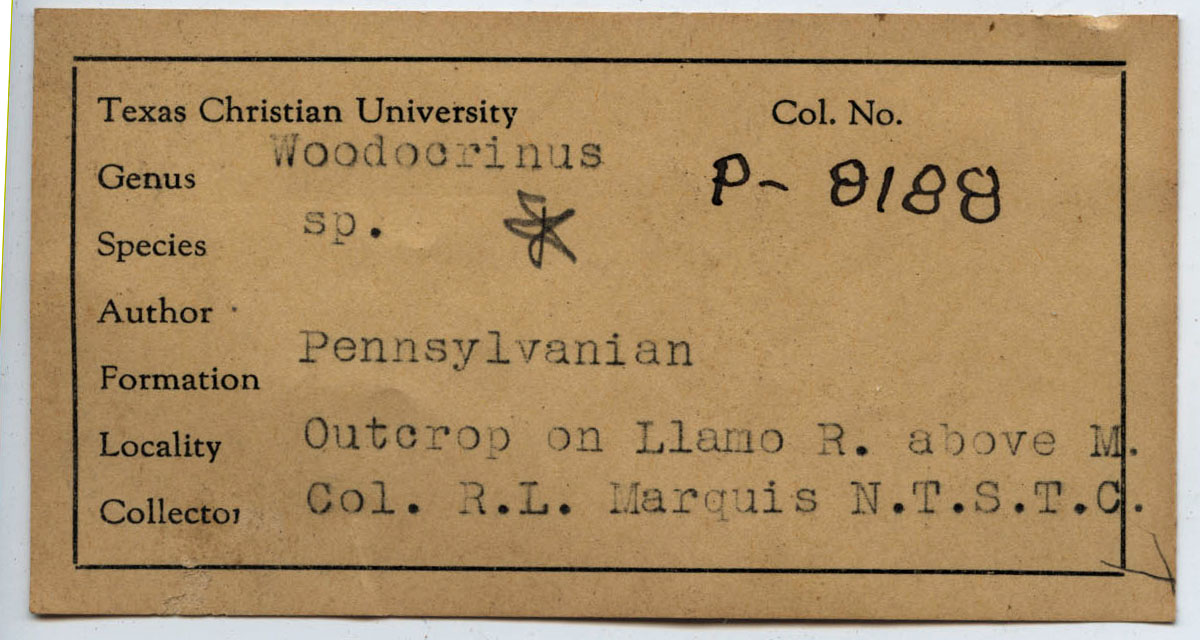 Texas Christian University Col. No.
Genus Woodocrinus P- 8188
Species sp.
Author
Formation Pennsylvanian
Locality Outcrop on Llamo R. above M.
Collector Col. R.L. Marquis N.T.S.T.C.